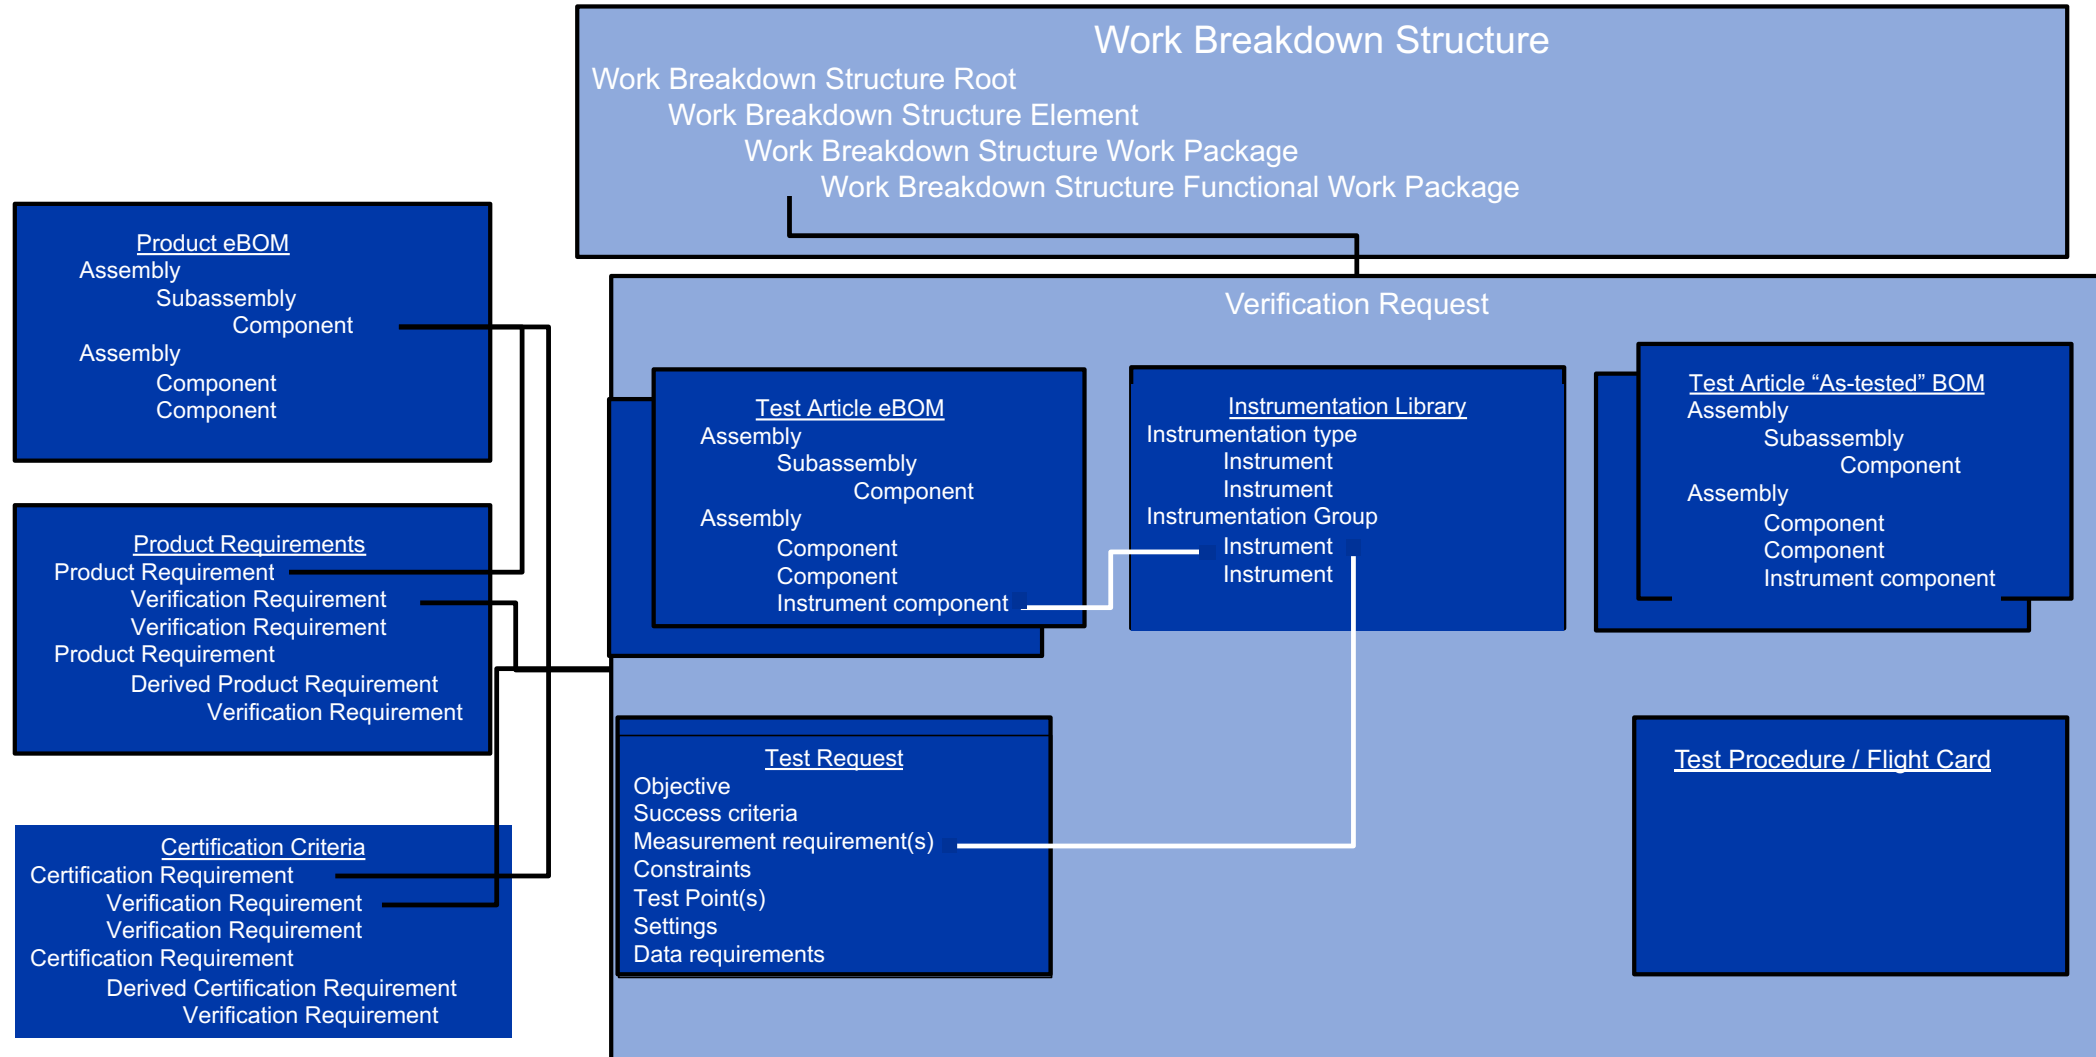 Work Breakdown Structure
Work Breakdown Structure Root
Work Breakdown Structure Element
Work Breakdown Structure Work Package
Work Breakdown Structure Functional Work Package
Product eBOM
Assembly
Subassembly
Component
Assembly
Component
Component
Product Requirements
Product Requirement
Verification Requirement
Verification Requirement
Product Requirement
Derived Product Requirement
Verification Requirement
Certification Criteria
Certification Requirement
Verification Requirement
Verification Requirement
Certification Requirement
Derived Certification Requirement
Verification Requirement
Verification Request
Test Article eBOM
Assembly
Subassembly
Component
Assembly
Component
Component
Instrument component
Instrumentation Library
Instrumentation type
Instrument
Instrument
Instrumentation Group
Instrument
Instrument
Test Article “As-tested” BOM
Assembly
Subassembly
Component
Assembly
Component
Component
Instrument component
Test Request
Objective
Success criteria
Measurement requirement(s)
Constraints
Test Point(s)
Settings
Data requirements
Test Procedure / Flight Card